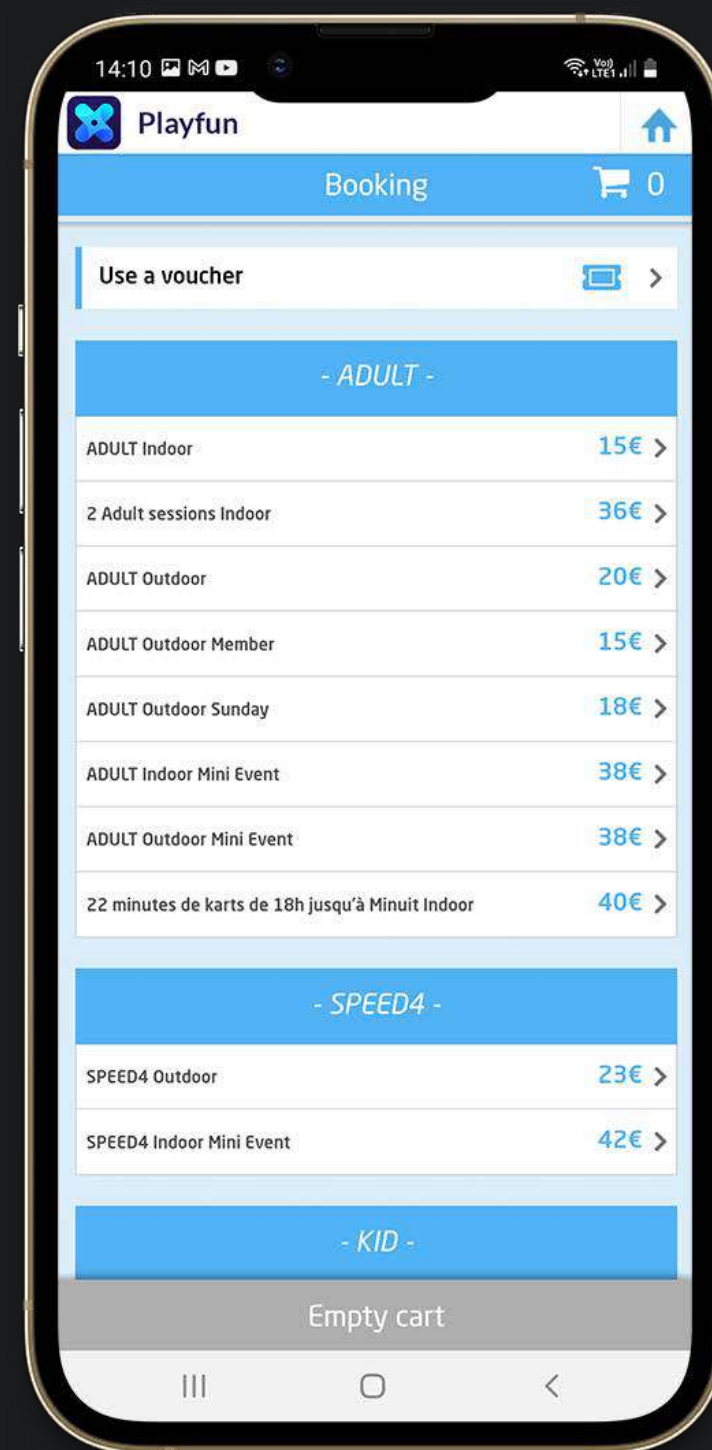 14:10
Vo))
LTE1
Playfun
Booking
0
Use a voucher
- ADULT -
ADULT Indoor 15€
2 Adult sessions Indoor 36€
ADULT Outdoor 20€
ADULT Outdoor Member 15€
ADULT Outdoor Sunday 18€
ADULT Indoor Mini Event 38€
ADULT Outdoor Mini Event 38€
22 minutes de karts de 18h jusqu'à Minuit Indoor 40€
- SPEED4 -
SPEED4 Outdoor 23€
SPEED4 Indoor Mini Event 42€
- KID -
Empty cart